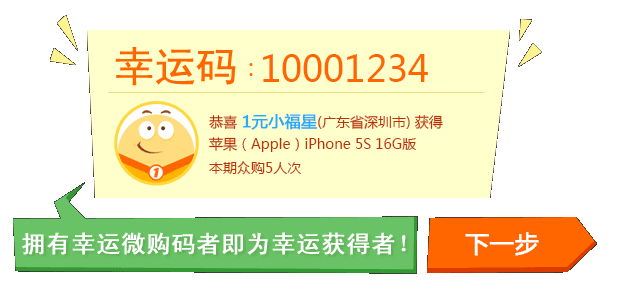 幸运码：10001234
恭喜 1元小福星(广东省深圳市) 获得
苹果（Apple）iPhone 5S 16G版
本期众购5人次
1
拥有幸运微购码者即为幸运获得者！
下一步